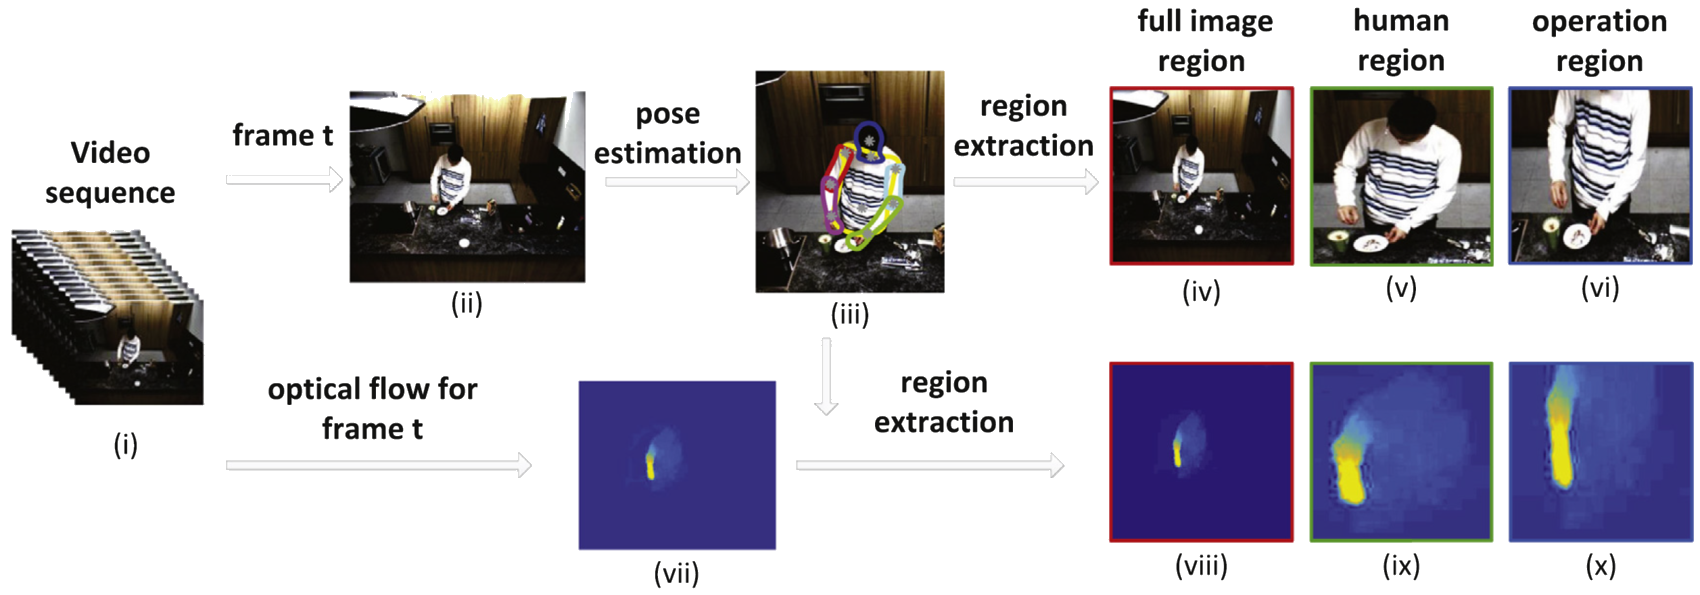 Video
sequence
(i)
frame t
(ii)
pose
estimation
(iii)
region
extraction
full image
region
(iv)
human
region
(v)
operation
region
(vi)
optical flow for
frame t
(vii)
region
extraction
(viii)
(ix)
(x)